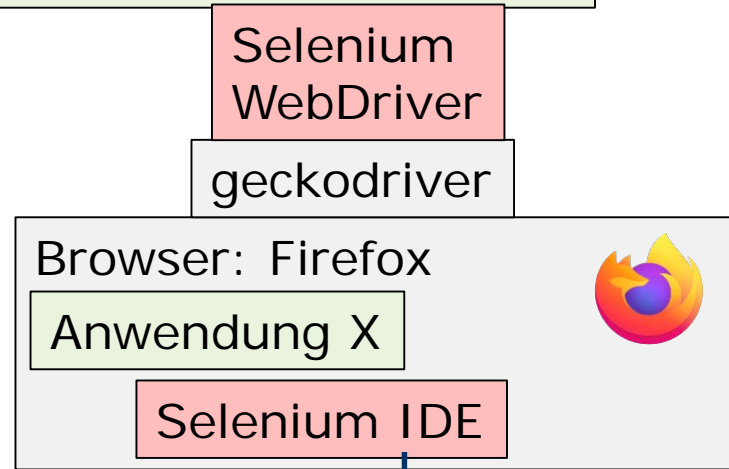 Selenium
WebDriver
geckodriver
Browser: Firefox
Anwendung X
Selenium IDE